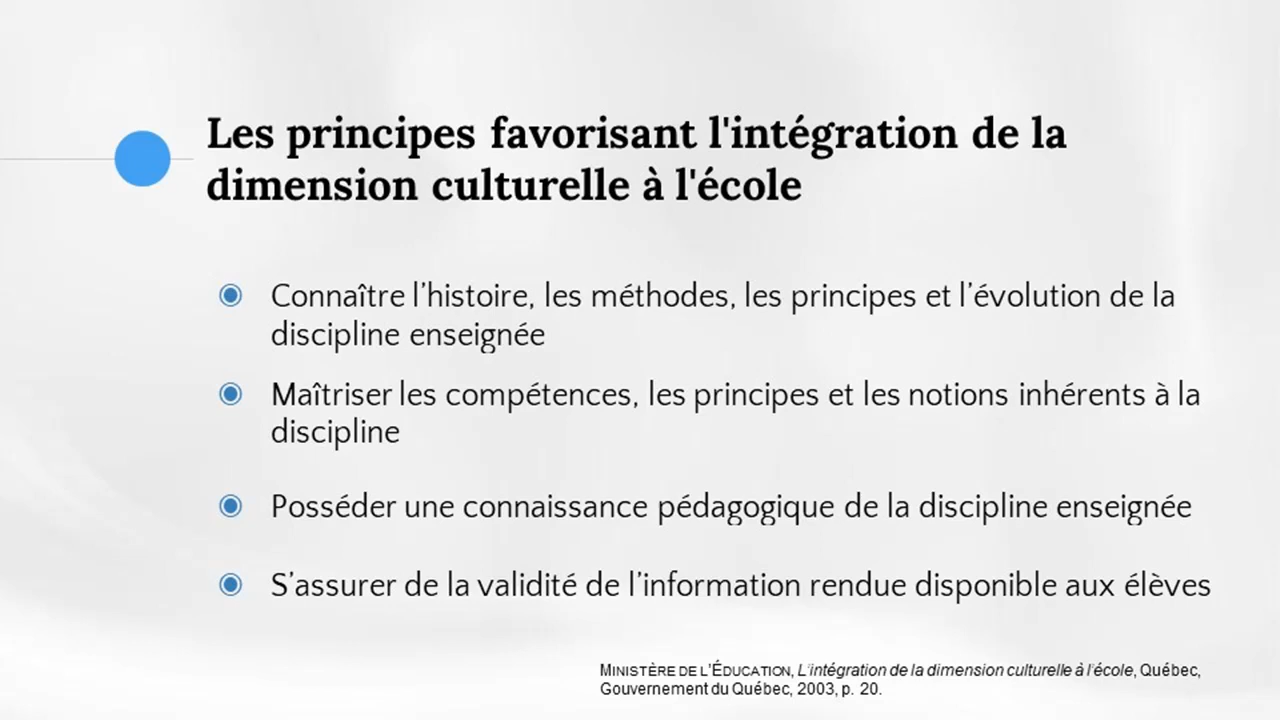 Les principes favorisant l'intégration de la
dimension culturelle à l'école
Connaître l’histoire, les méthodes, les principes et l’évolution de la
discipline enseignée
Maîtriser les compétences, les principes et les notions inhérents à la
discipline
Posséder une connaissance pédagogique de la discipline enseignée
S’assurer de la validité de l’information rendue disponible aux élèves
MINISTÈRE DE L’ÉDUCATION, L’intégration de la dimension culturelle à l’école, Québec,
Gouvernement du Québec, 2003, p. 20.